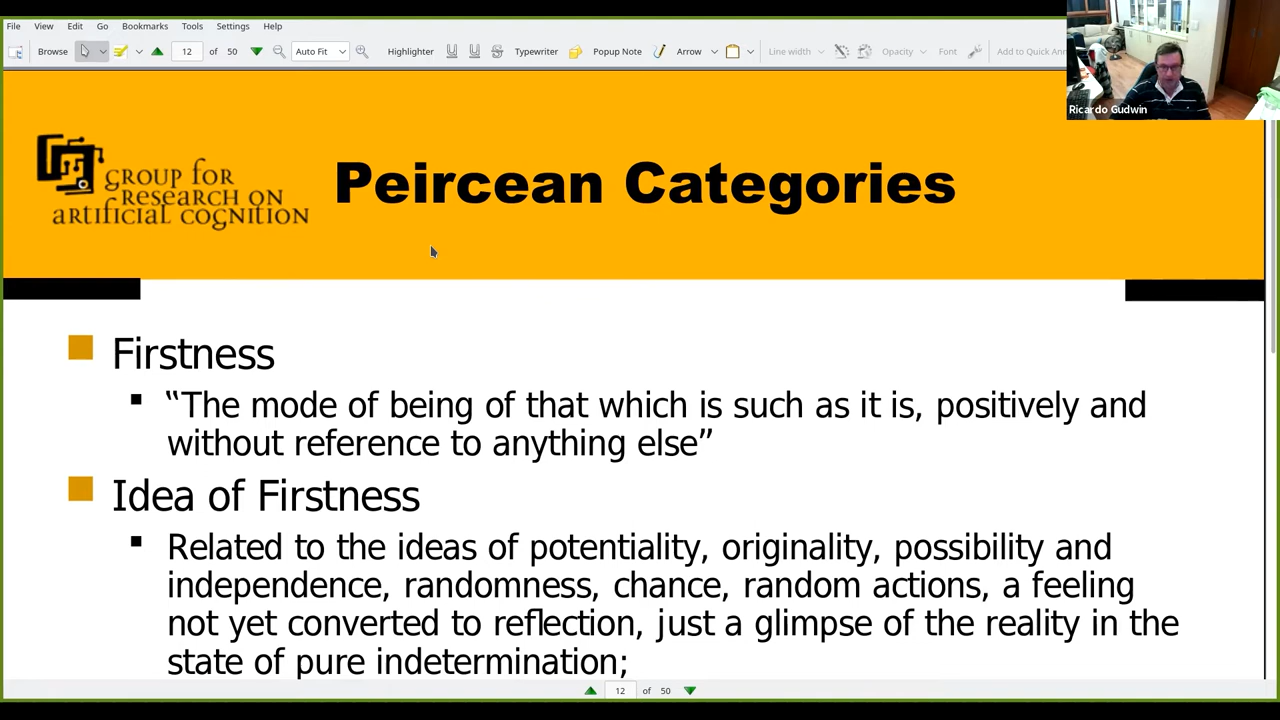 File View Edit Go Bookmarks Tools Settings Help
Browse 12 of 50 Auto Fit Highlighter Typewriter Popup Note Arrow Line width Opacity Font Add to Quick
Ricardo Gudwin
GROUP FOR
RESEARCH ON
ARTIFICIAL COGNITION
Peircean Categories
Firstness
“The mode of being of that which is such as it is, positively and
without reference to anything else”
Idea of Firstness
Related to the ideas of potentiality, originality, possibility and
independence, randomness, chance, random actions, a feeling
not yet converted to reflection, just a glimpse of the reality in the
state of pure indetermination;
12 of 50